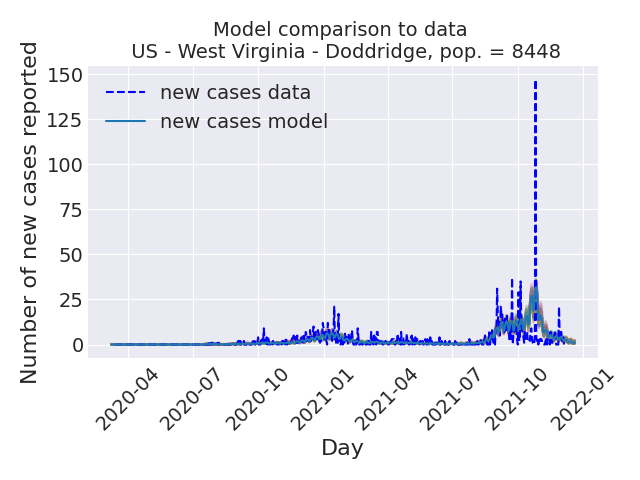 Model comparison to data
US - West Virginia - Doddridge, pop. = 8448
Number of new cases reported
150
125
100
75
50
25
0
new cases data
new cases model
2020-04
2020-07
2020-10
2021-01
2021-04
2021-07
2021-10
2022-01
Day